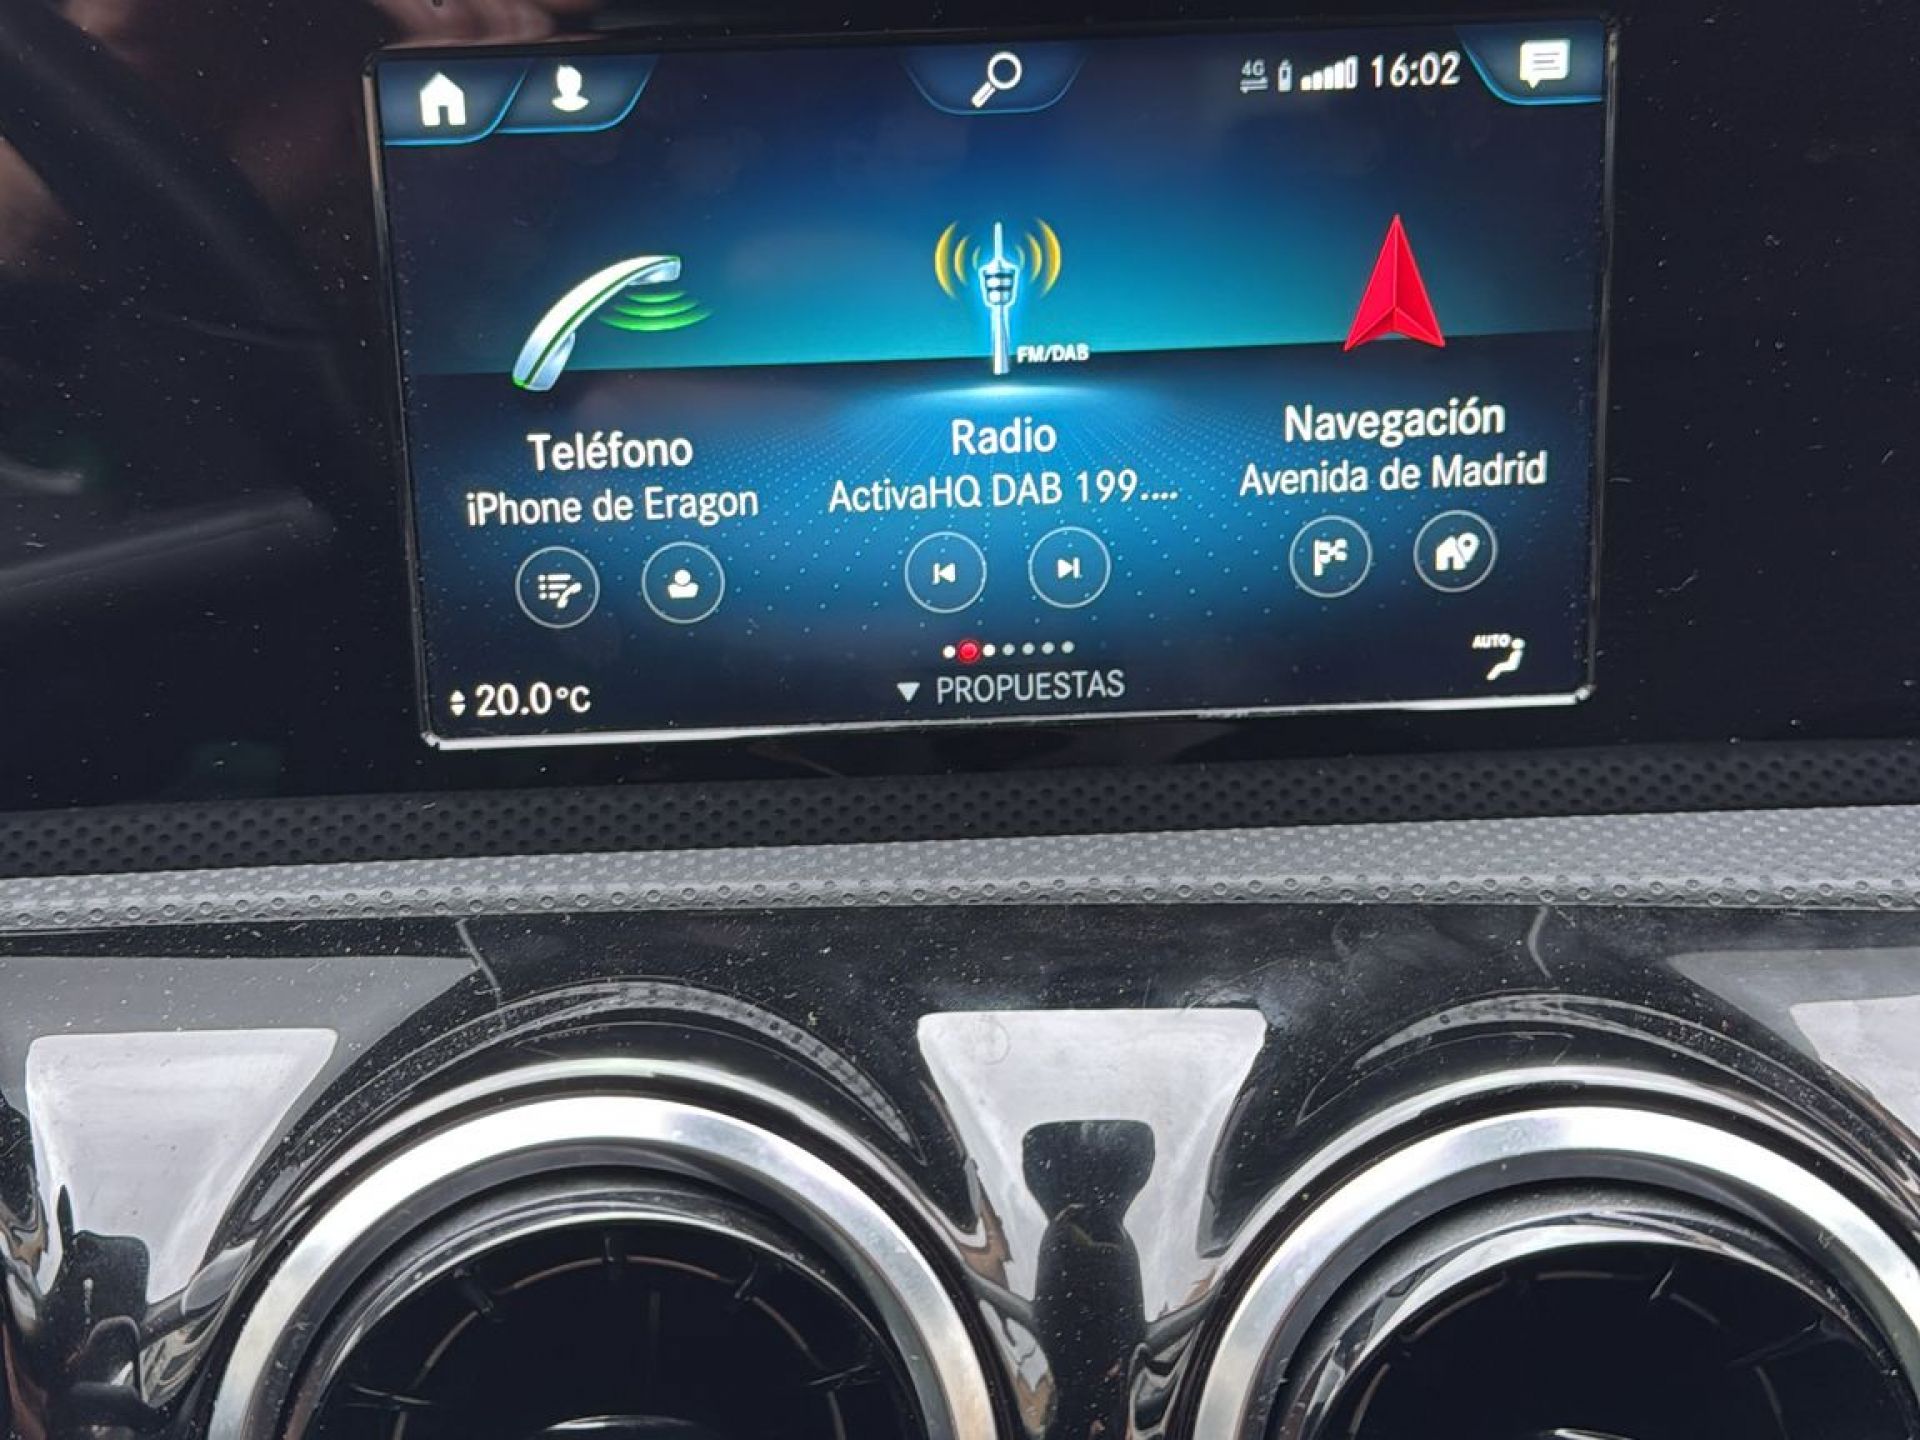 4G 16:02
FM/DAB
Teléfono
iPhone de Eragon
Radio
ActivaHQ DAB 199....
Navegación
Avenida de Madrid
AUTO
20.0°C
PROPUESTAS